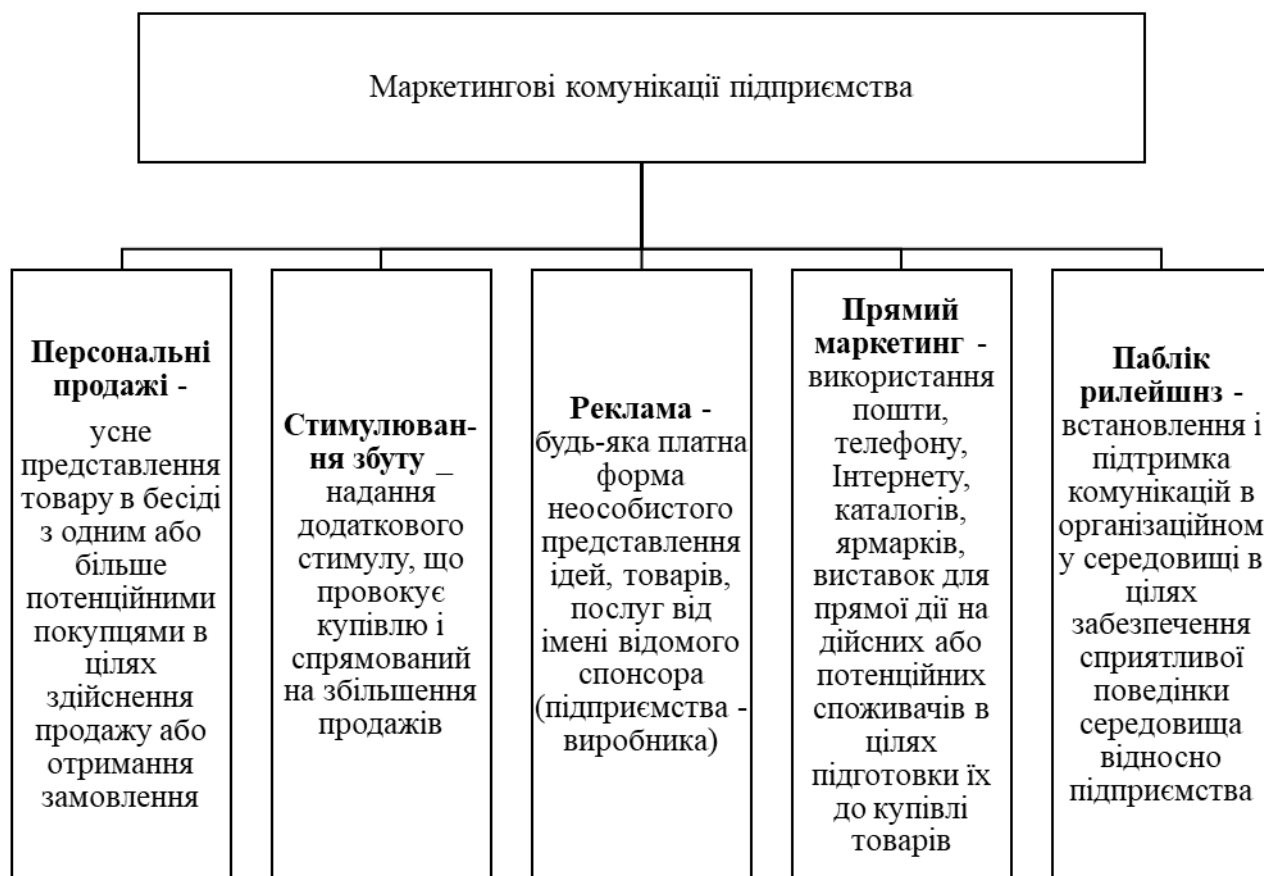 Маркетингові комунікації підприємства
Персональні
продажі -
усне
представлення
товару в бесіді
з одним або
більше
потенційними
покупцями в
цілях
здійснення
продажу або
отримання
замовлення
Стимулюван-
ня збуту _
надання
додаткового
стимулу, що
провокує
купівлю і
спрямований
на збільшення
продажів
Реклама -
будь-яка платна
форма
неособистого
представлення
ідей, товарів,
послуг від
імені відомого
спонсора
(підприємства -
виробника)
Прямий
маркетинг -
використання
пошти,
телефону,
Інтернету,
каталогів,
ярмарків,
виставок для
прямої дії на
дійсних або
потенційних
споживачів в
цілях
підготовки їх
до купівлі
товарів
Паблік
рилейшнз -
встановлення і
підтримка
комунікацій в
організаційном
у середовищі в
цілях
забезпечення
сприятливої
поведінки
середовища
відносно
підприємства